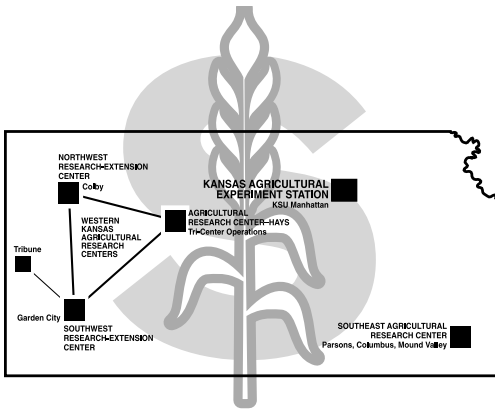 NORTHWEST
RESEARCH-EXTENSION
CENTER
Colby
KANSAS AGRICULTURAL
EXPERIMENT STATION
KSU Manhattan
AGRICULTURAL
RESEARCH CENTER—HAYS
Tri-Center Operations
WESTERN
KANSAS
AGRICULTURAL
RESEARCH
CENTERS
Tribune
Garden City
SOUTHWEST
RESEARCH-EXTENSION
CENTER
SOUTHEAST AGRICULTURAL
RESEARCH CENTER
Parsons, Columbus, Mound Valley